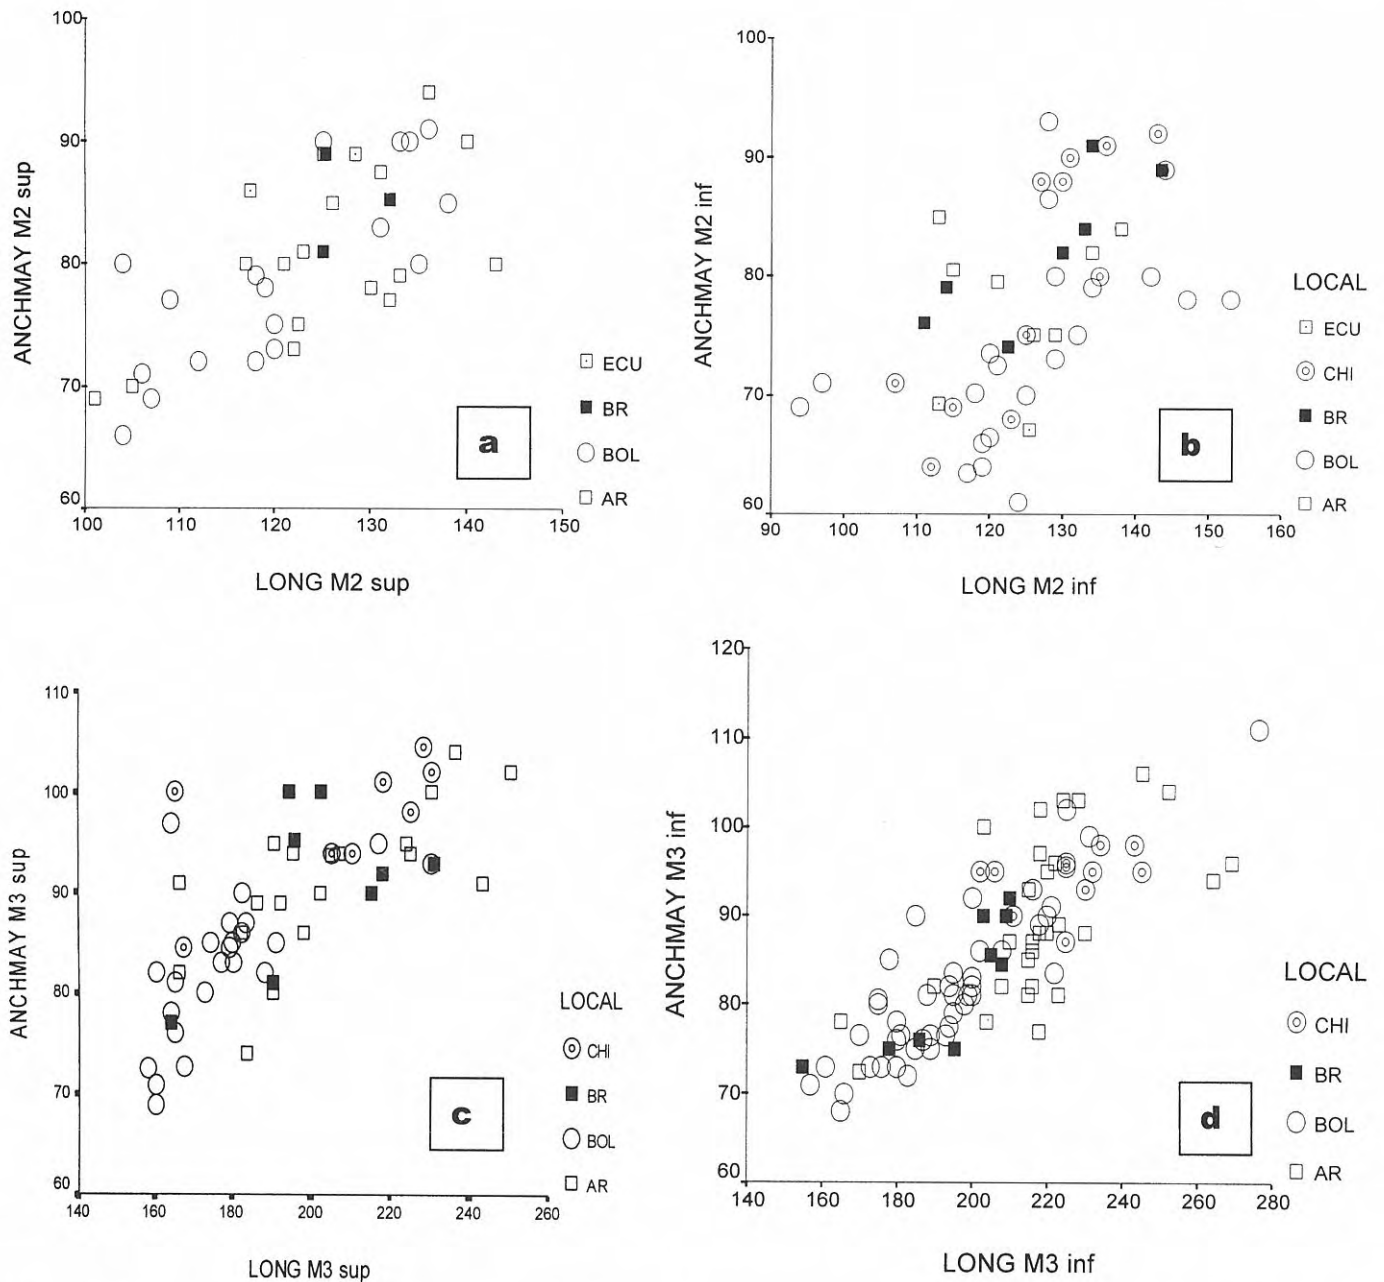 100
90
80
70
60
ANCHMAY M2 sup
100 110 120 130 140 150
LONG M2 sup
ECU
BR
BOL
AR
a
100
90
80
70
60
ANCHMAY M2 inf
90 100 110 120 130 140 150 160
LONG M2 inf
LOCAL
ECU
CHI
BR
BOL
AR
b
110
100
90
80
70
60
ANCHMAY M3 sup
140 160 180 200 220 240 260
LONG M3 sup
LOCAL
CHI
BR
BOL
AR
c
120
110
100
90
80
70
60
ANCHMAY M3 inf
140 160 180 200 220 240 260 280
LONG M3 inf
LOCAL
CHI
BR
BOL
AR
d